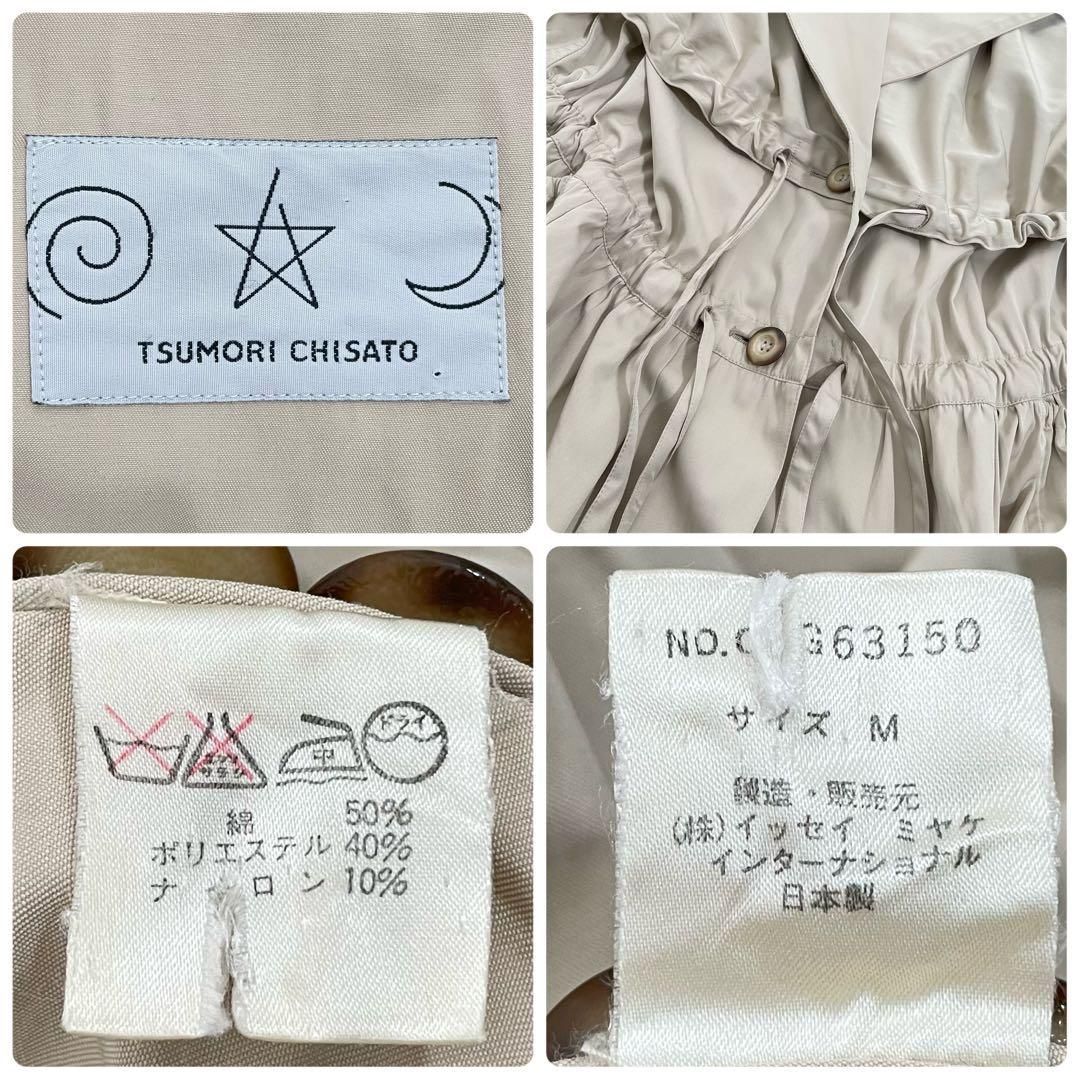 TSUMORI CHISATO
中 ドライ
綿 50%
ポリエステル 40%
ナ ロン 10%
NO. G63150
サイズ M
製造・販売元
(株)イッセイ ミヤケ
インターナショナル
日本製